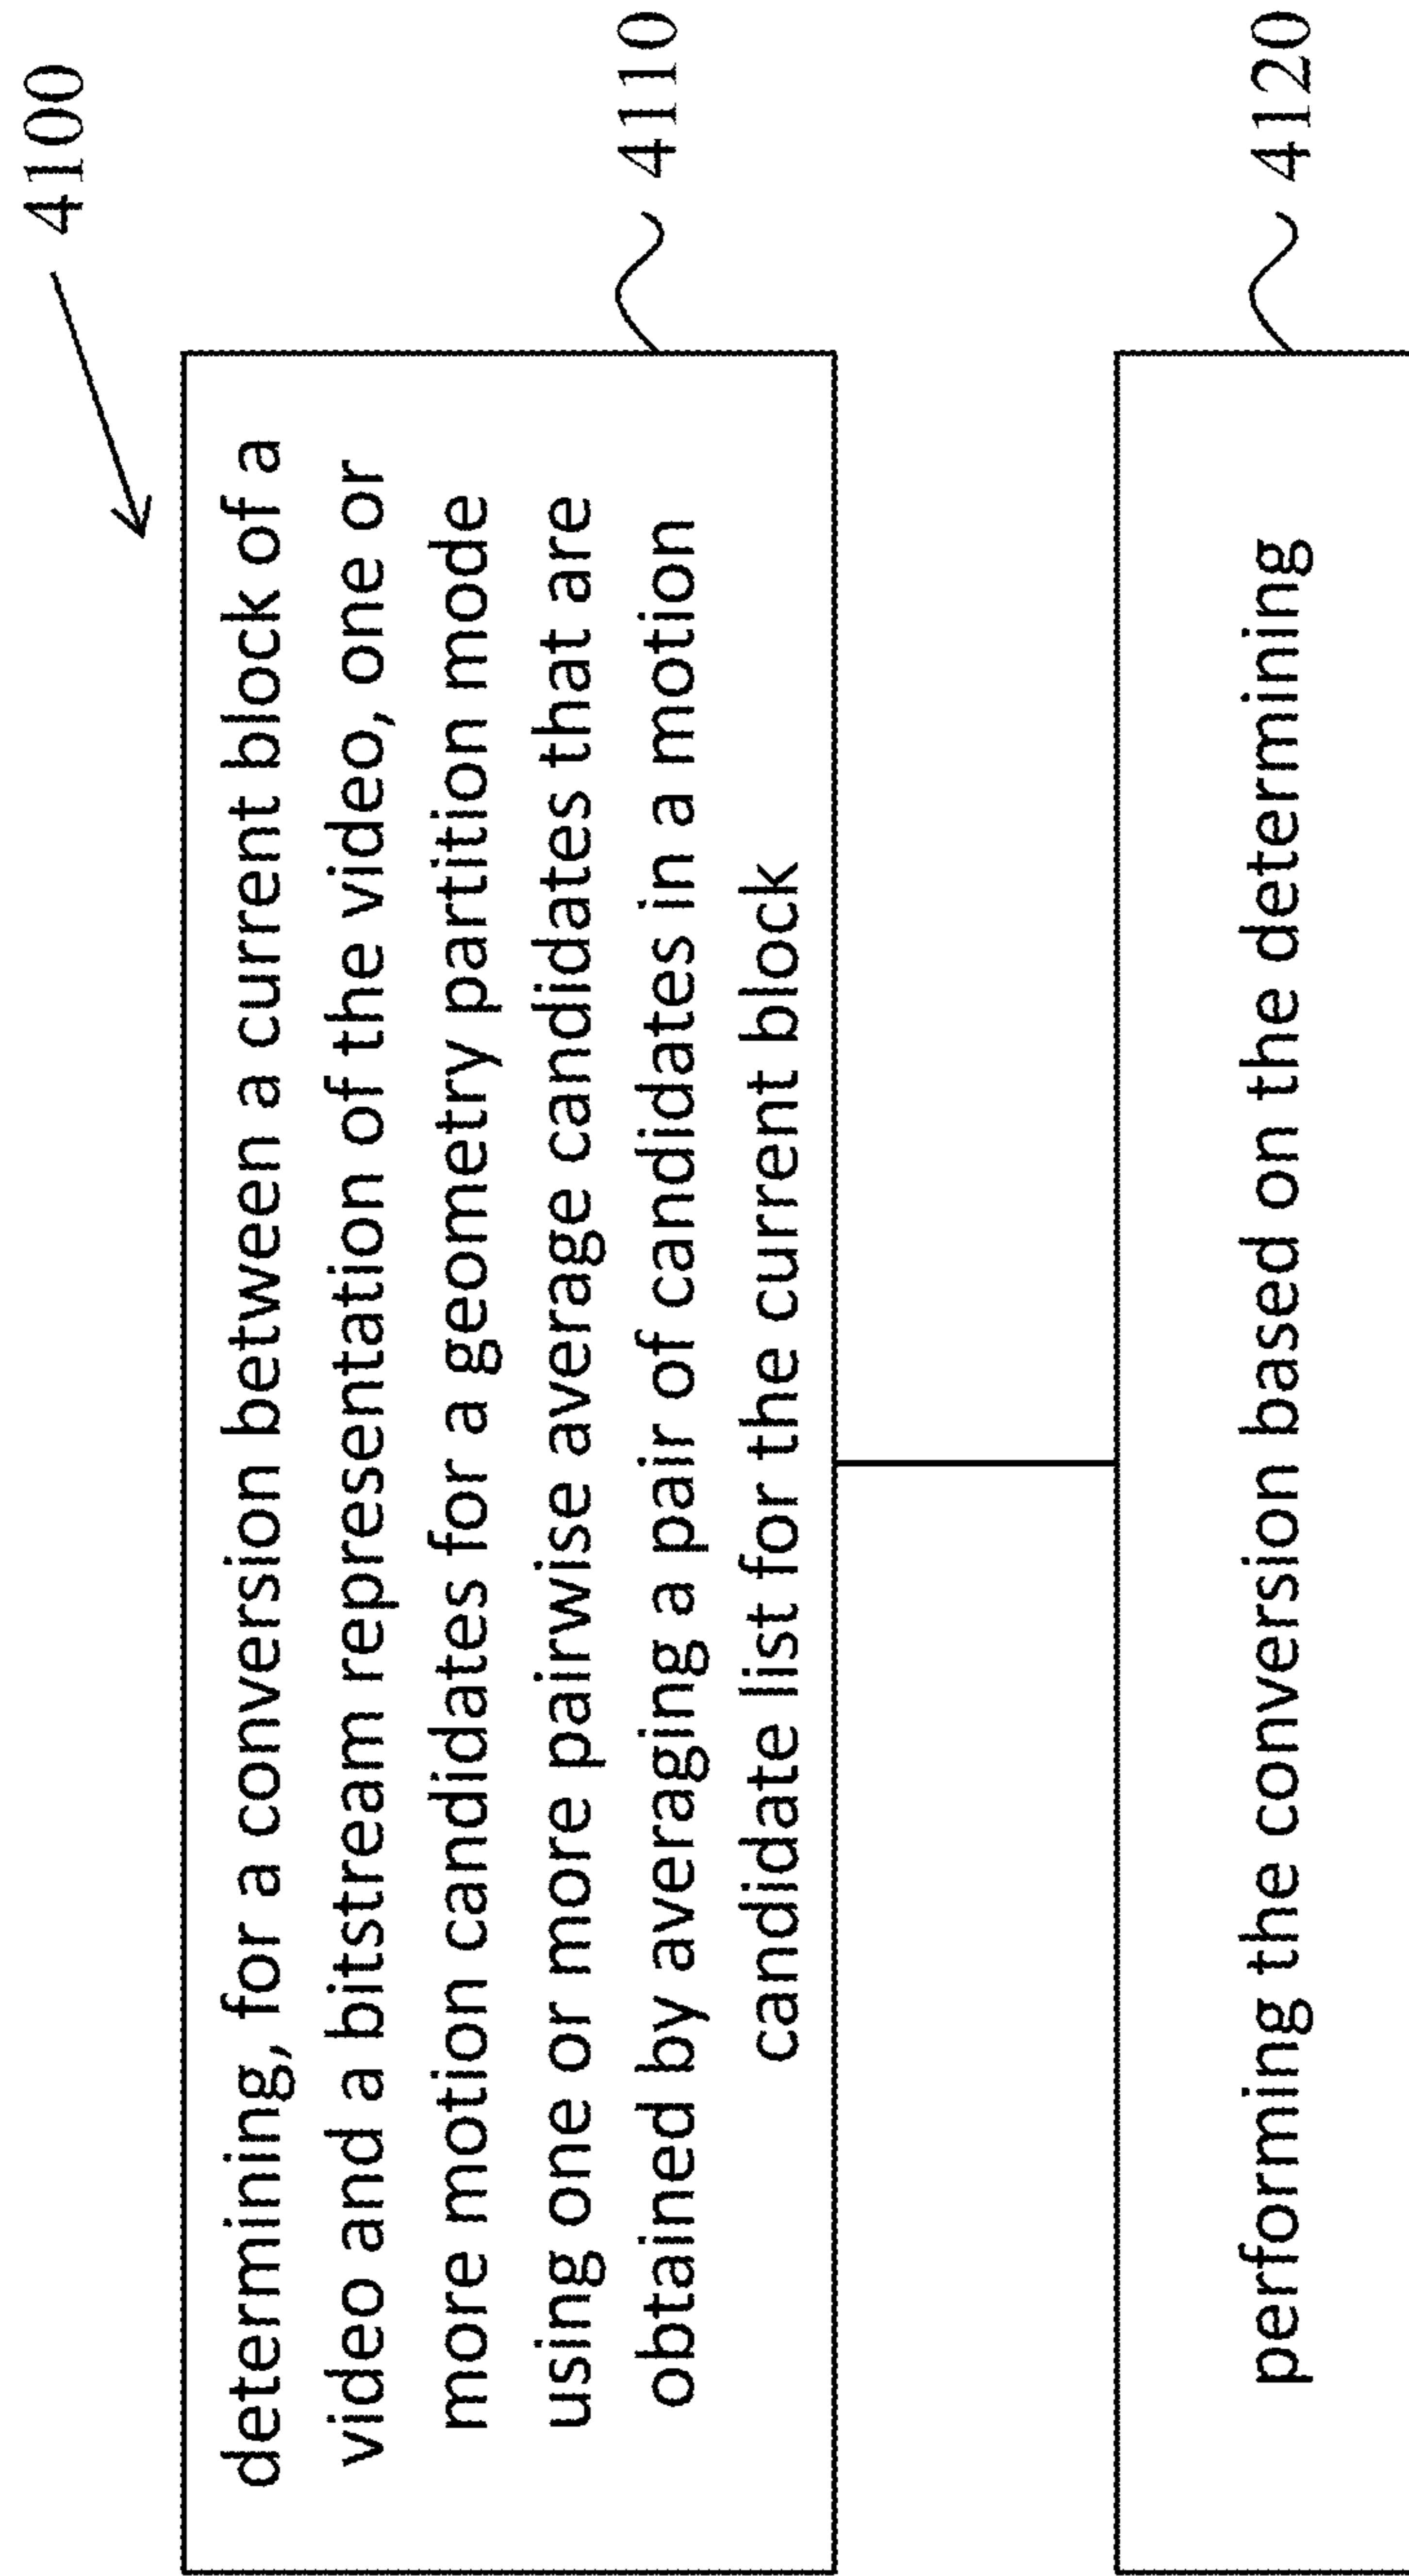 4100
determining, for a conversion between a current block of a
video and a bitstream representation of the video, one or
more motion candidates for a geometry partition mode
using one or more pairwise average candidates that are
obtained by averaging a pair of candidates in a motion
candidate list for the current block
4110
performing the conversion based on the determining
4120